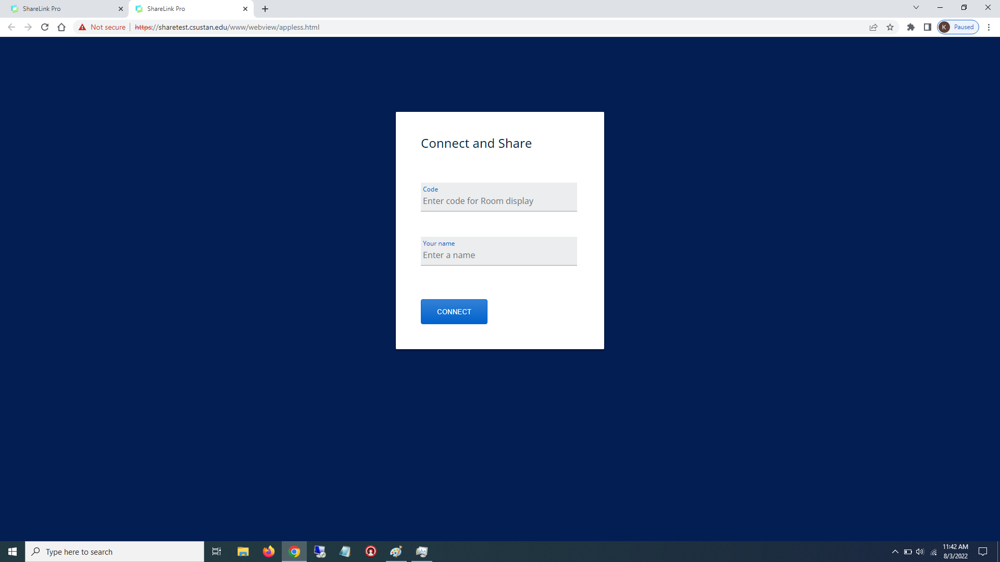 ShareLink Pro
ShareLink Pro
Not secure
https://sharetest.csustan.edu/www/webview/appless.html
K
Paused
Connect and Share
Code
Enter code for Room display
Your name
Enter a name
CONNECT
Type here to search
11:42 AM
8/3/2022